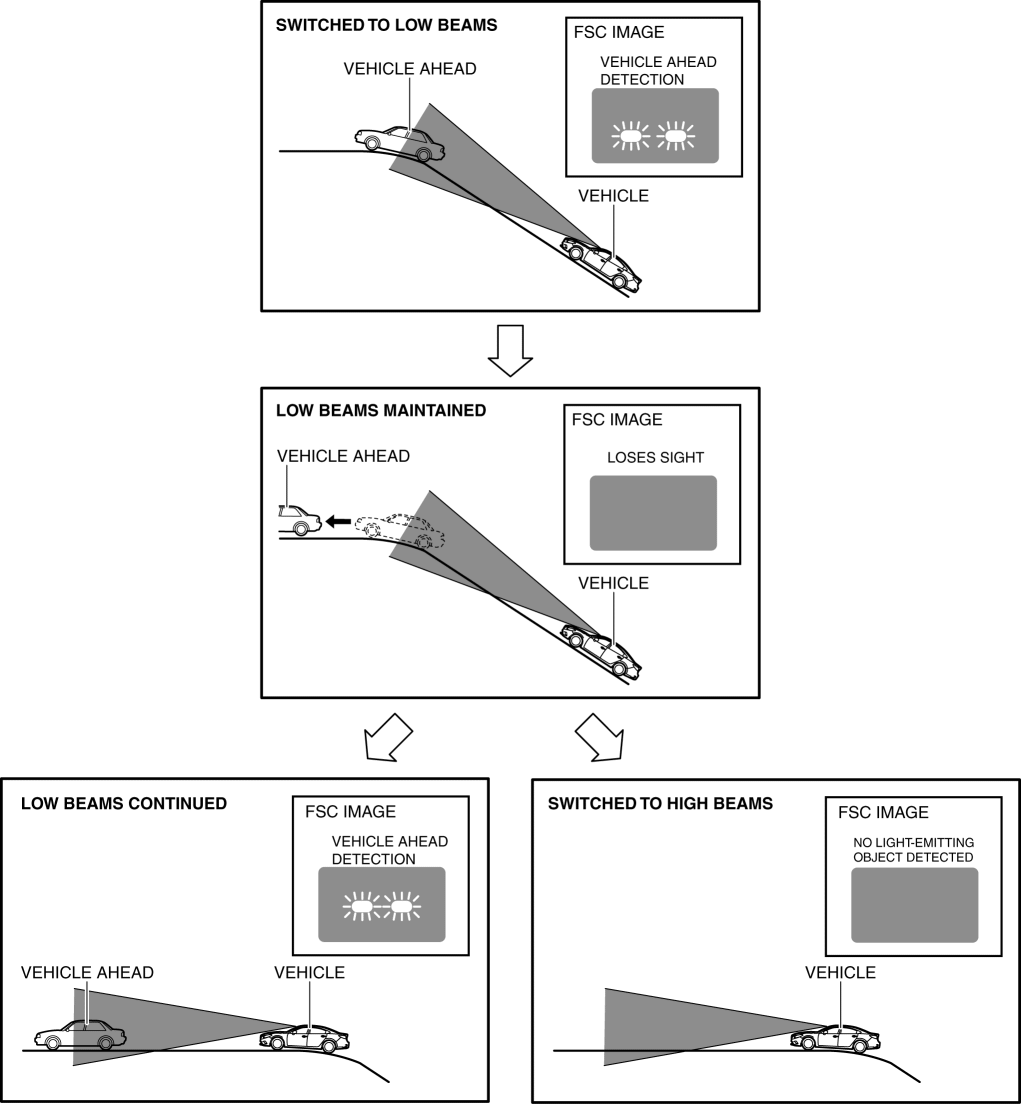 SWITCHED TO LOW BEAMS
FSC IMAGE
VEHICLE AHEAD
DETECTION
VEHICLE AHEAD
VEHICLE
LOW BEAMS MAINTAINED
FSC IMAGE
LOSES SIGHT
VEHICLE AHEAD
VEHICLE
LOW BEAMS CONTINUED
FSC IMAGE
VEHICLE AHEAD
DETECTION
VEHICLE AHEAD
VEHICLE
SWITCHED TO HIGH BEAMS
FSC IMAGE
NO LIGHT-EMITTING
OBJECT DETECTED
VEHICLE